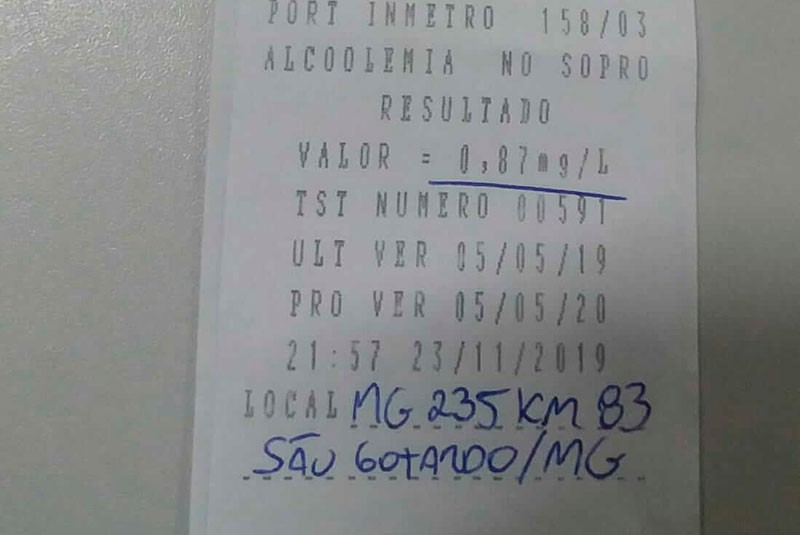 PORT INMETRO 158/03
ALCOOLEMIA NO SOPRO
RESULTADO
VALOR = 0,87mg/L
TST NUMERO 00591
ULT VER 05/05/19
PRO VER 05/05/20
21:57 23/11/2019
LOCAL MG 235 KM 83
SÃO GOTARDO/MG